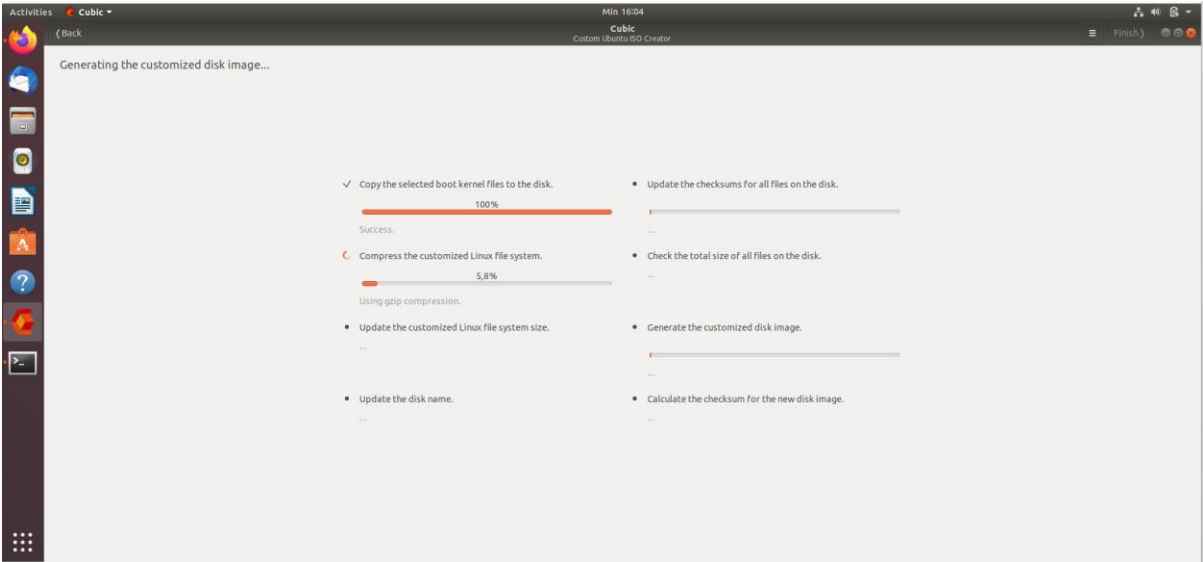 Activities Cubic Min 16:04
Back Cubic Finish
Custom Ubuntu ISO Creator
Generating the customized disk image...
Copy the selected boot kernel files to the disk.
100%
Success.
Compress the customized Linux file system.
5,8%
Using gzip compression.
Update the customized Linux file system size.
...
Update the disk name.
...
Update the checksums for all files on the disk.
...
Check the total size of all files on the disk.
...
Generate the customized disk image.
...
Calculate the checksum for the new disk image.
...